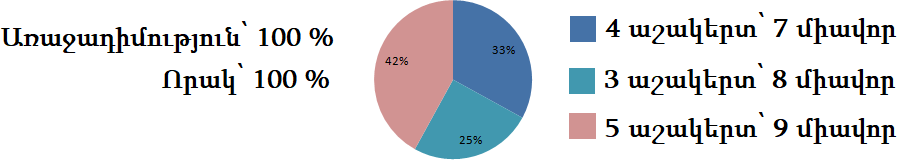 Առաջադիմություն՝ 100 %
Որակ՝ 100 %
33%
42%
25%
4 աշակերտ՝ 7 միավոր
3 աշակերտ՝ 8 միավոր
5 աշակերտ՝ 9 միավոր